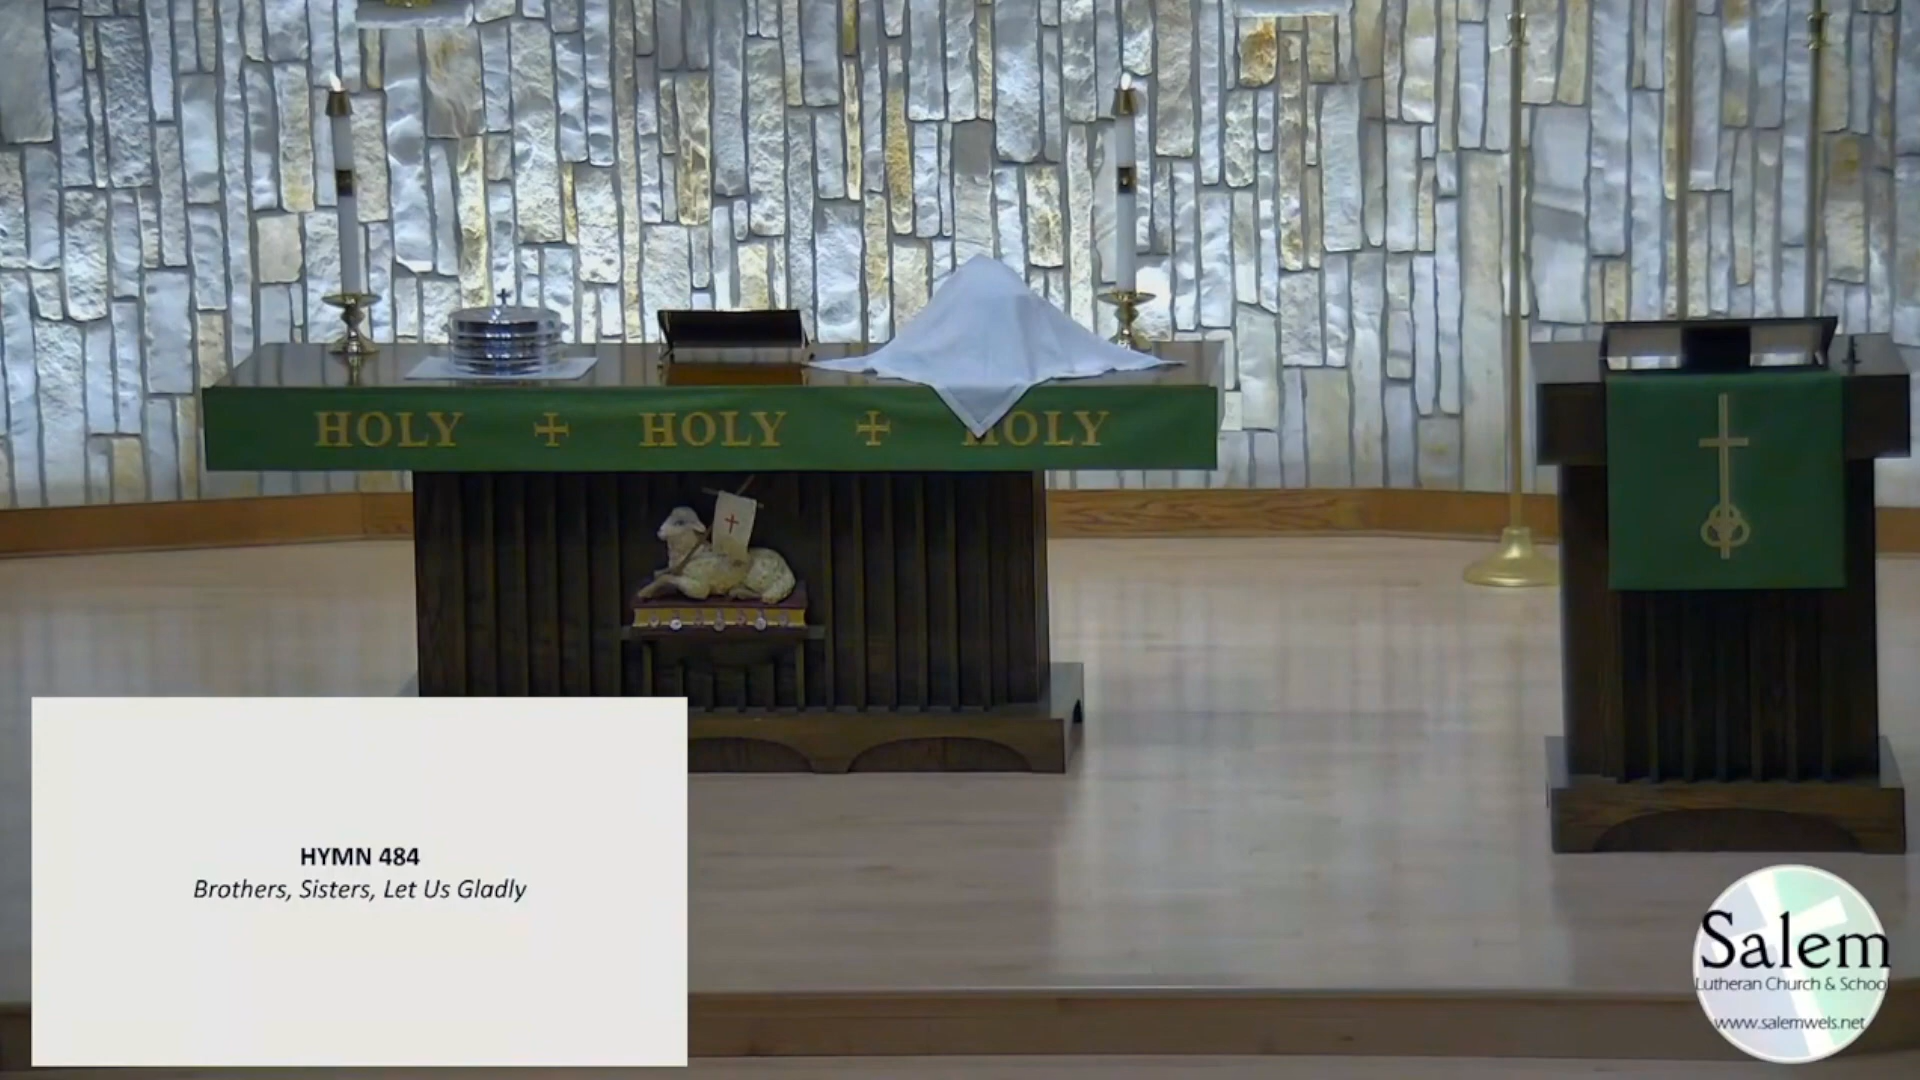 HOLY HOLY HOLY
HYMN 484
Brothers, Sisters, Let Us Gladly
Salem
Lutheran Church & School
www.salemwels.net